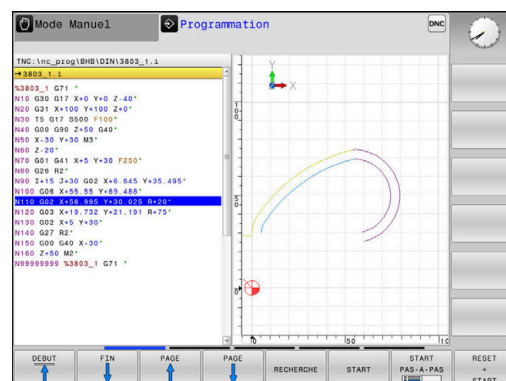 Mode Manuel
Programmation
DNC
TNC:\nc_prog\BHB\DIN\3803_1.i
→3803_1.i
%3803_1 G71 *
N10 G30 G17 X+0 Y+0 Z-40*
N20 G31 X+100 Y+100 Z+0*
N30 T5 G17 S500 F100*
N40 G00 G90 Z+50 G40*
N50 X-30 Y+30 M3*
N60 Z-20*
N70 G01 G41 X+5 Y+30 F250*
N80 G26 R2*
N90 I+15 J+30 G02 X+6.645 Y+35.495*
N100 G06 X+55.55 Y+69.488*
N110 G02 X+58.995 Y+30.025 R+20*
N120 G03 X+19.732 Y+21.191 R+75*
N130 G02 X+5 Y+30*
N140 G27 R2*
N150 G00 G40 X-30*
N160 Z+50 M2*
N99999999 %3803_1 G71 *
Y
X
100
50
0
0
50
10
DEBUT
FIN
PAGE
PAGE
RECHERCHE
START
START
PAS-A-PAS
RESET
+
START